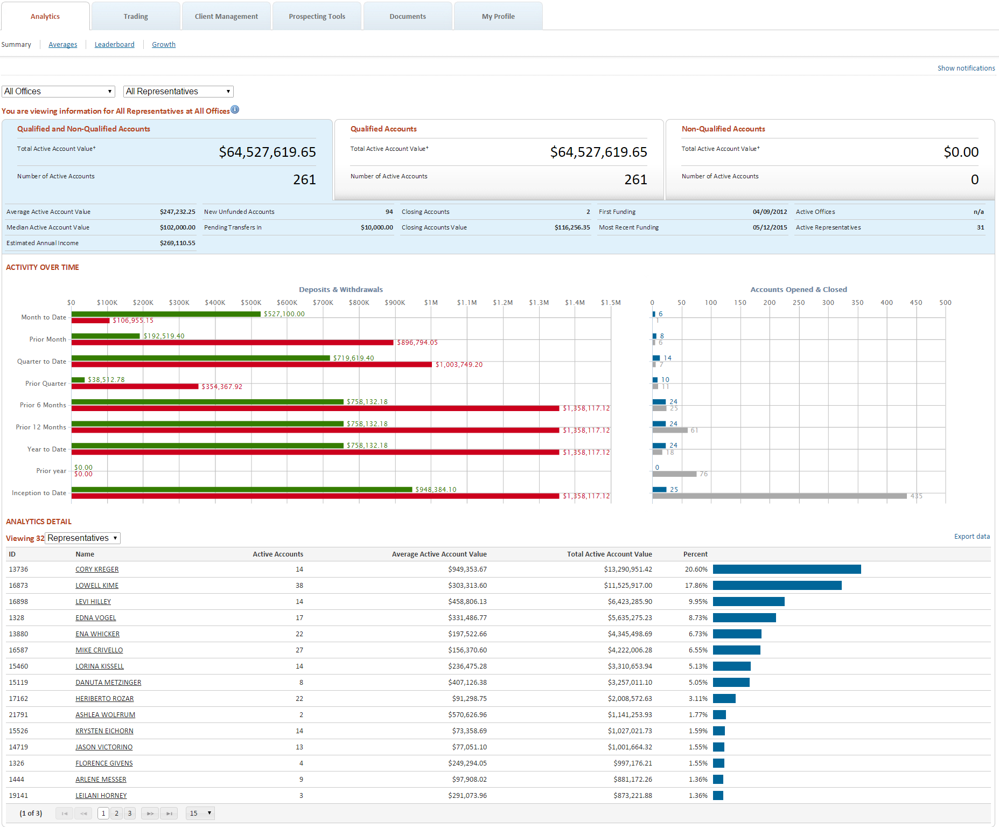 Analytics Trading Client Management Prospecting Tools Documents My Profile
Summary Averages Leaderboard Growth
Show notifications
All Offices All Representatives
You are viewing information for All Representatives at All Offices
Qualified and Non-Qualified Accounts Qualified Accounts Non-Qualified Accounts
Total Active Account Value+ $64,527,619.65 Total Active Account Value+ $64,527,619.65 Total Active Account Value+ $0.00
Number of Active Accounts 261 Number of Active Accounts 261 Number of Active Accounts 0
Average Active Account Value $247,232.25 New Unfunded Accounts 94 Closing Accounts 2 First Funding 04/09/2012 Active Offices n/a
Median Active Account Value $102,000.00 Pending Transfers In $10,000.00 Closing Accounts Value $116,256.35 Most Recent Funding 05/12/2015 Active Representatives 31
Estimated Annual Income $269,110.55
ACTIVITY OVER TIME
Deposits & Withdrawals Accounts Opened & Closed
$0 $100K $200K $300K $400K $500K $600K $700K $800K $900K $1M $1.1M $1.2M $1.3M $1.4M $1.5M 0 50 100 150 200 250 300 350 400 450 500
Month to Date $527,100.00 $106,955.15 6 1
Prior Month $192,519.40 $896,794.05 8 6
Quarter to Date $719,619.40 $1,003,749.20 14 7
Prior Quarter $38,512.78 $354,367.92 10 11
Prior 6 Months $758,132.18 $1,358,117.12 24 25
Prior 12 Months $758,132.18 $1,358,117.12 24 61
Year to Date $758,132.18 $1,358,117.12 24 18
Prior year $0.00 $0.00 0 76
Inception to Date $948,384.10 $1,358,117.12 25 435
ANALYTICS DETAIL
Viewing 32 Representatives Export data
ID Name Active Accounts Average Active Account Value Total Active Account Value Percent
13736 CORY KREGER 14 $949,353.67 $13,290,951.42 20.60%
16873 LOWELL KIME 38 $303,313.60 $11,525,917.00 17.86%
16898 LEVI HILLEY 14 $458,806.13 $6,423,285.90 9.95%
1328 EDNA VOGEL 17 $331,486.77 $5,635,275.23 8.73%
13880 ENA WHICKER 22 $197,522.66 $4,345,498.69 6.73%
16587 MIKE CRIVELLO 27 $156,370.60 $4,222,006.28 6.55%
15460 LORINA KISSELL 14 $236,475.28 $3,310,653.94 5.13%
15119 DANUTA METZINGER 8 $407,126.38 $3,257,011.10 5.05%
17162 HERIBERTO ROZAR 22 $91,298.75 $2,008,572.63 3.11%
21791 ASHLEA WOLFRUM 2 $570,626.96 $1,141,253.93 1.77%
15526 KRYSTEN EICHORN 14 $73,358.69 $1,027,021.73 1.59%
14719 JASON VICTORINO 13 $77,051.10 $1,001,664.32 1.55%
1326 FLORENCE GIVENS 4 $249,294.05 $997,176.21 1.55%
1444 ARLENE MESSER 9 $97,908.02 $881,172.26 1.36%
19141 LEILANI HORNEY 3 $291,073.96 $873,221.88 1.36%
(1 of 3) 1 2 3 15